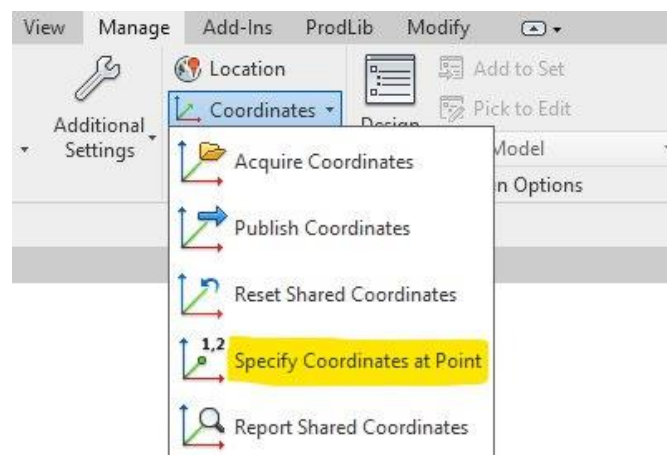 View Manage Add-Ins ProdLib Modify
Location
Add to Set
Coordinates
Pick to Edit
Additional
Settings
Design
Model
n Options
Acquire Coordinates
Publish Coordinates
Reset Shared Coordinates
1,2
Specify Coordinates at Point
Report Shared Coordinates